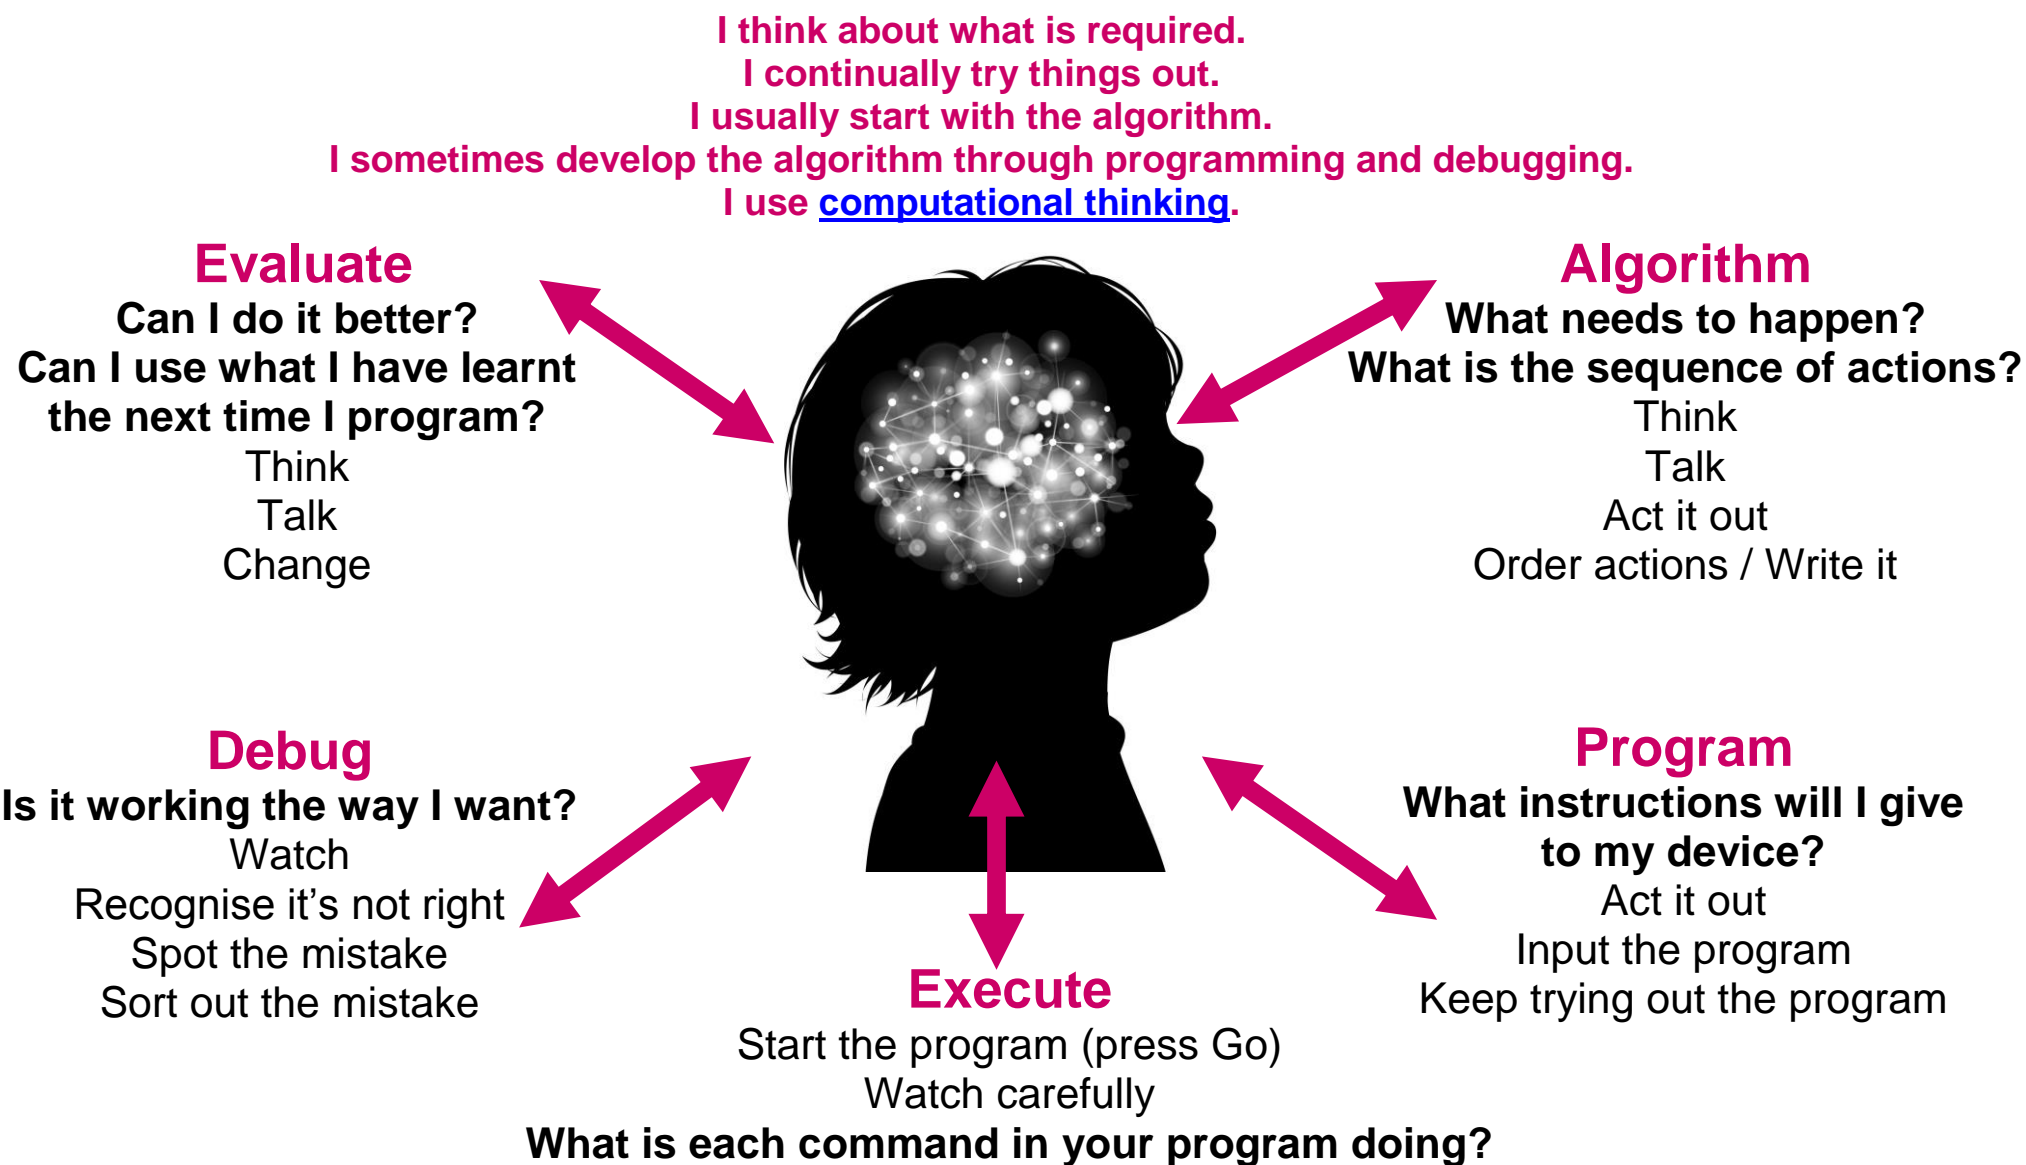 I think about what is required.
I continually try things out.
I usually start with the algorithm.
I sometimes develop the algorithm through programming and debugging.
I use computational thinking.
Evaluate
Can I do it better?
Can I use what I have learnt
the next time I program?
Think
Talk
Change
Algorithm
What needs to happen?
What is the sequence of actions?
Think
Talk
Act it out
Order actions / Write it
Debug
Is it working the way I want?
Watch
Recognise it’s not right
Spot the mistake
Sort out the mistake
Execute
Start the program (press Go)
Watch carefully
What is each command in your program doing?
Program
What instructions will I give
to my device?
Act it out
Input the program
Keep trying out the program